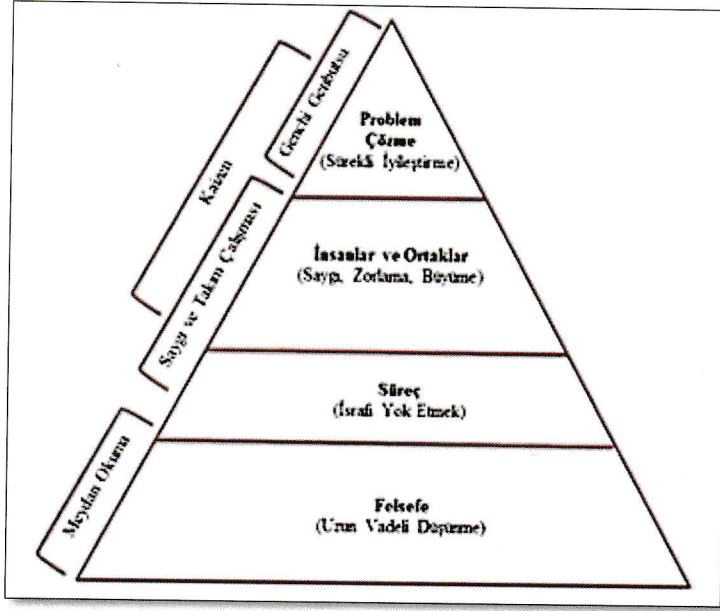 Genchi Genbutsu
Kaizen
Saygı ve Takım Çalışması
Meydan Okuma
Problem
Çözme
(Sürekli İyileştirme)
İnsanlar ve Ortaklar
(Saygı, Zorlama, Büyüme)
Süreç
(İsrafı Yok Etmek)
Felsefe
(Uzun Vadeli Düşünme)